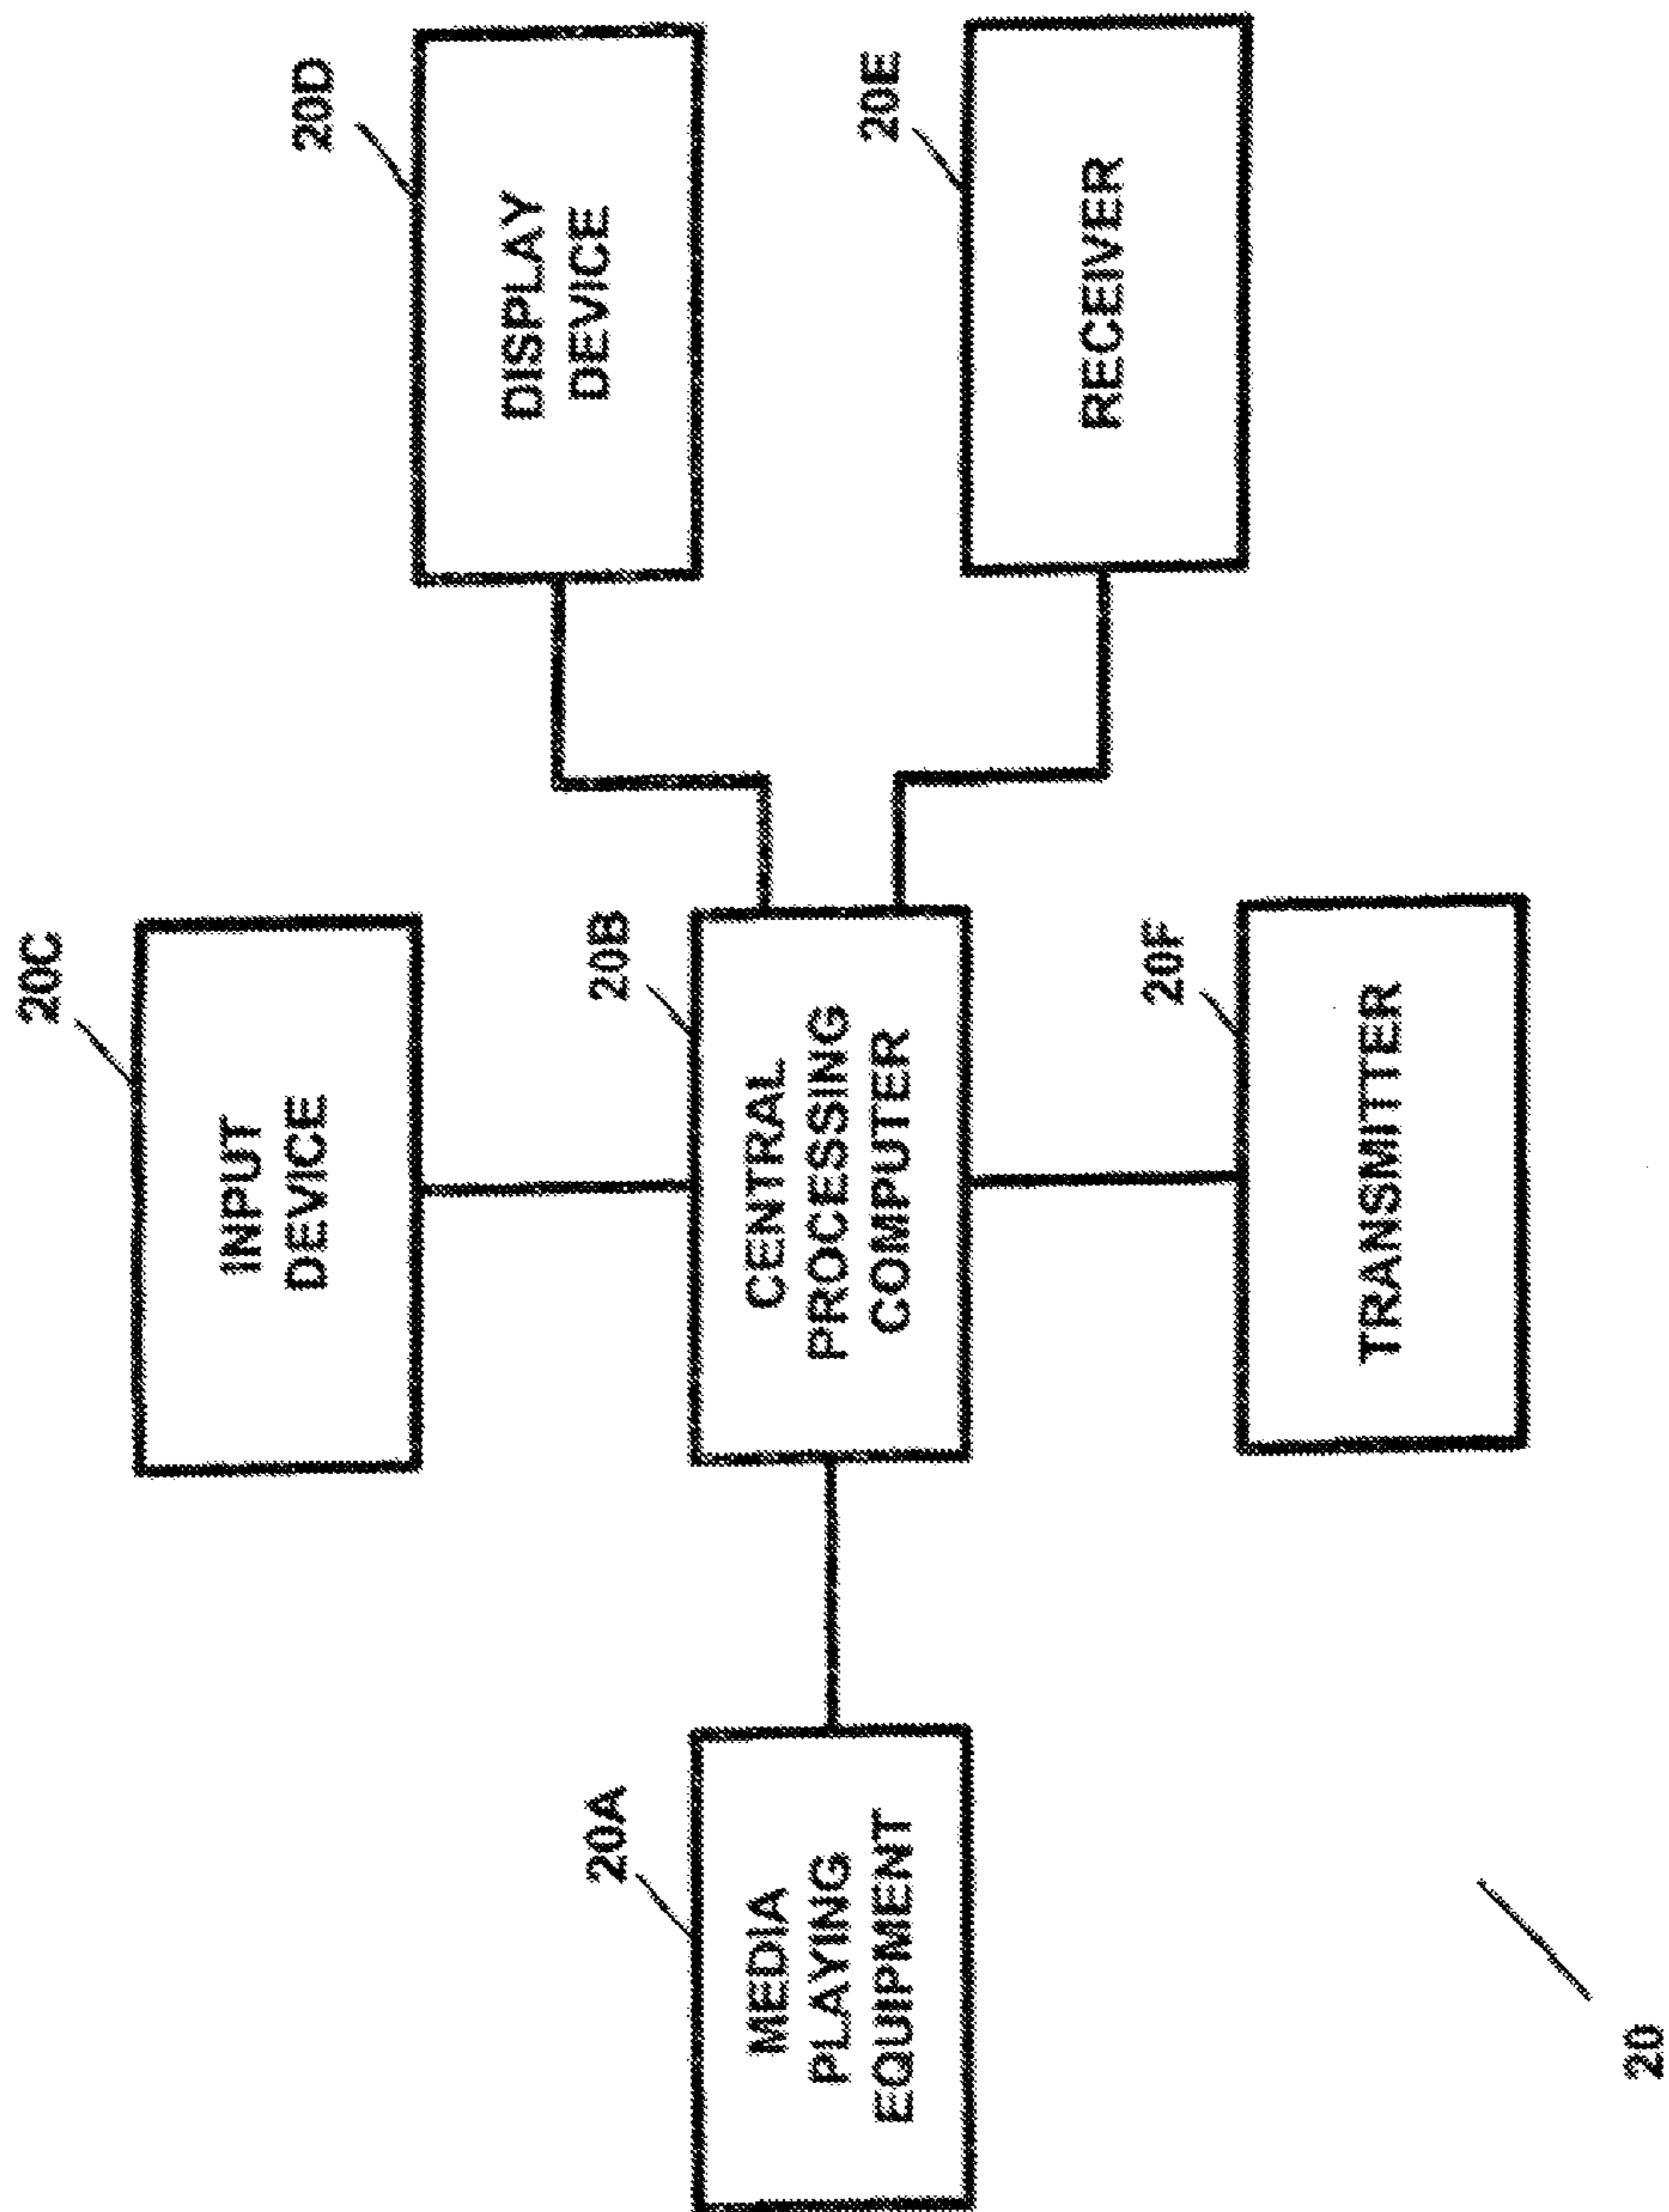 20C
INPUT
DEVICE
20D
DISPLAY
DEVICE
20A
MEDIA
PLAYING
EQUIPMENT
20B
CENTRAL
PROCESSING
COMPUTER
20E
RECEIVER
20F
TRANSMITTER
20